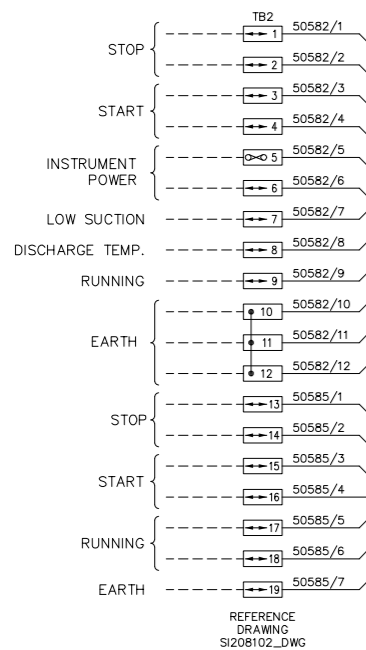 TB2
STOP
1 50582/1
2 50582/2
START
3 50582/3
4 50582/4
INSTRUMENT
POWER
5 50582/5
6 50582/6
LOW SUCTION 7 50582/7
DISCHARGE TEMP. 8 50582/8
RUNNING 9 50582/9
EARTH
10 50582/10
11 50582/11
12 50582/12
STOP
13 50585/1
14 50585/2
START
15 50585/3
16 50585/4
RUNNING
17 50585/5
18 50585/6
EARTH 19 50585/7
REFERENCE
DRAWING
SI208102_DWG